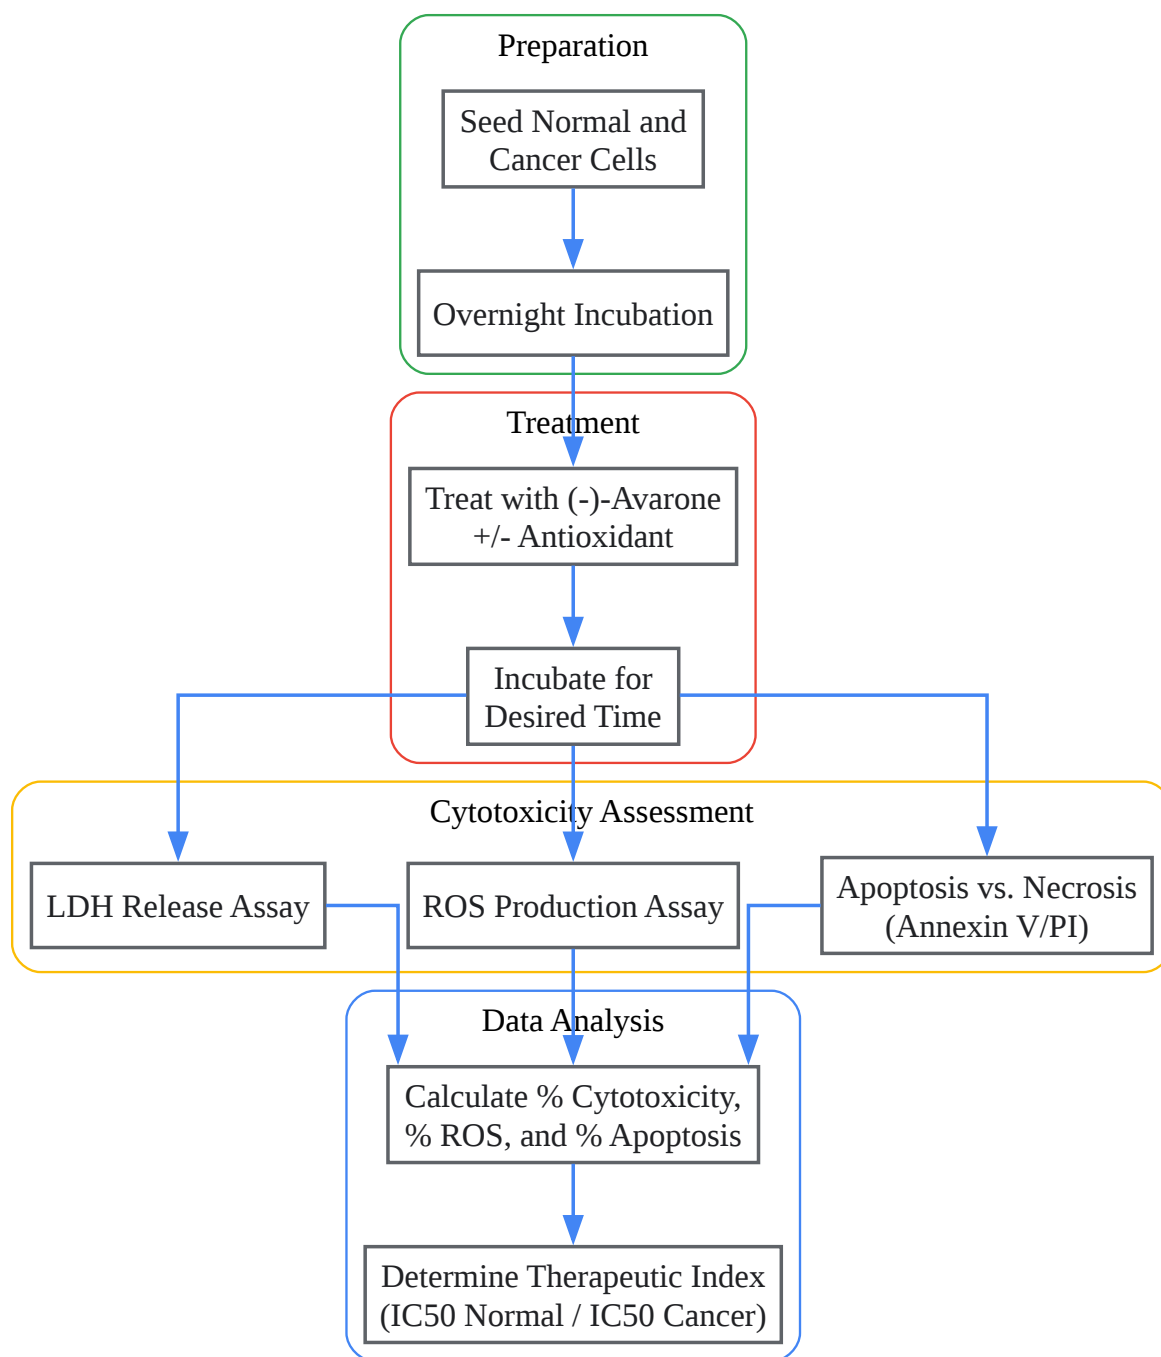 Preparation
Seed Normal and
Cancer Cells
Overnight Incubation
Treatment
Treat with (-)-Avarone
+/- Antioxidant
Incubate for
Desired Time
Cytotoxicity Assessment
LDH Release Assay
ROS Production Assay
Apoptosis vs. Necrosis
(Annexin V/PI)
Data Analysis
Calculate % Cytotoxicity,
% ROS, and % Apoptosis
Determine Therapeutic Index
(IC50 Normal / IC50 Cancer)